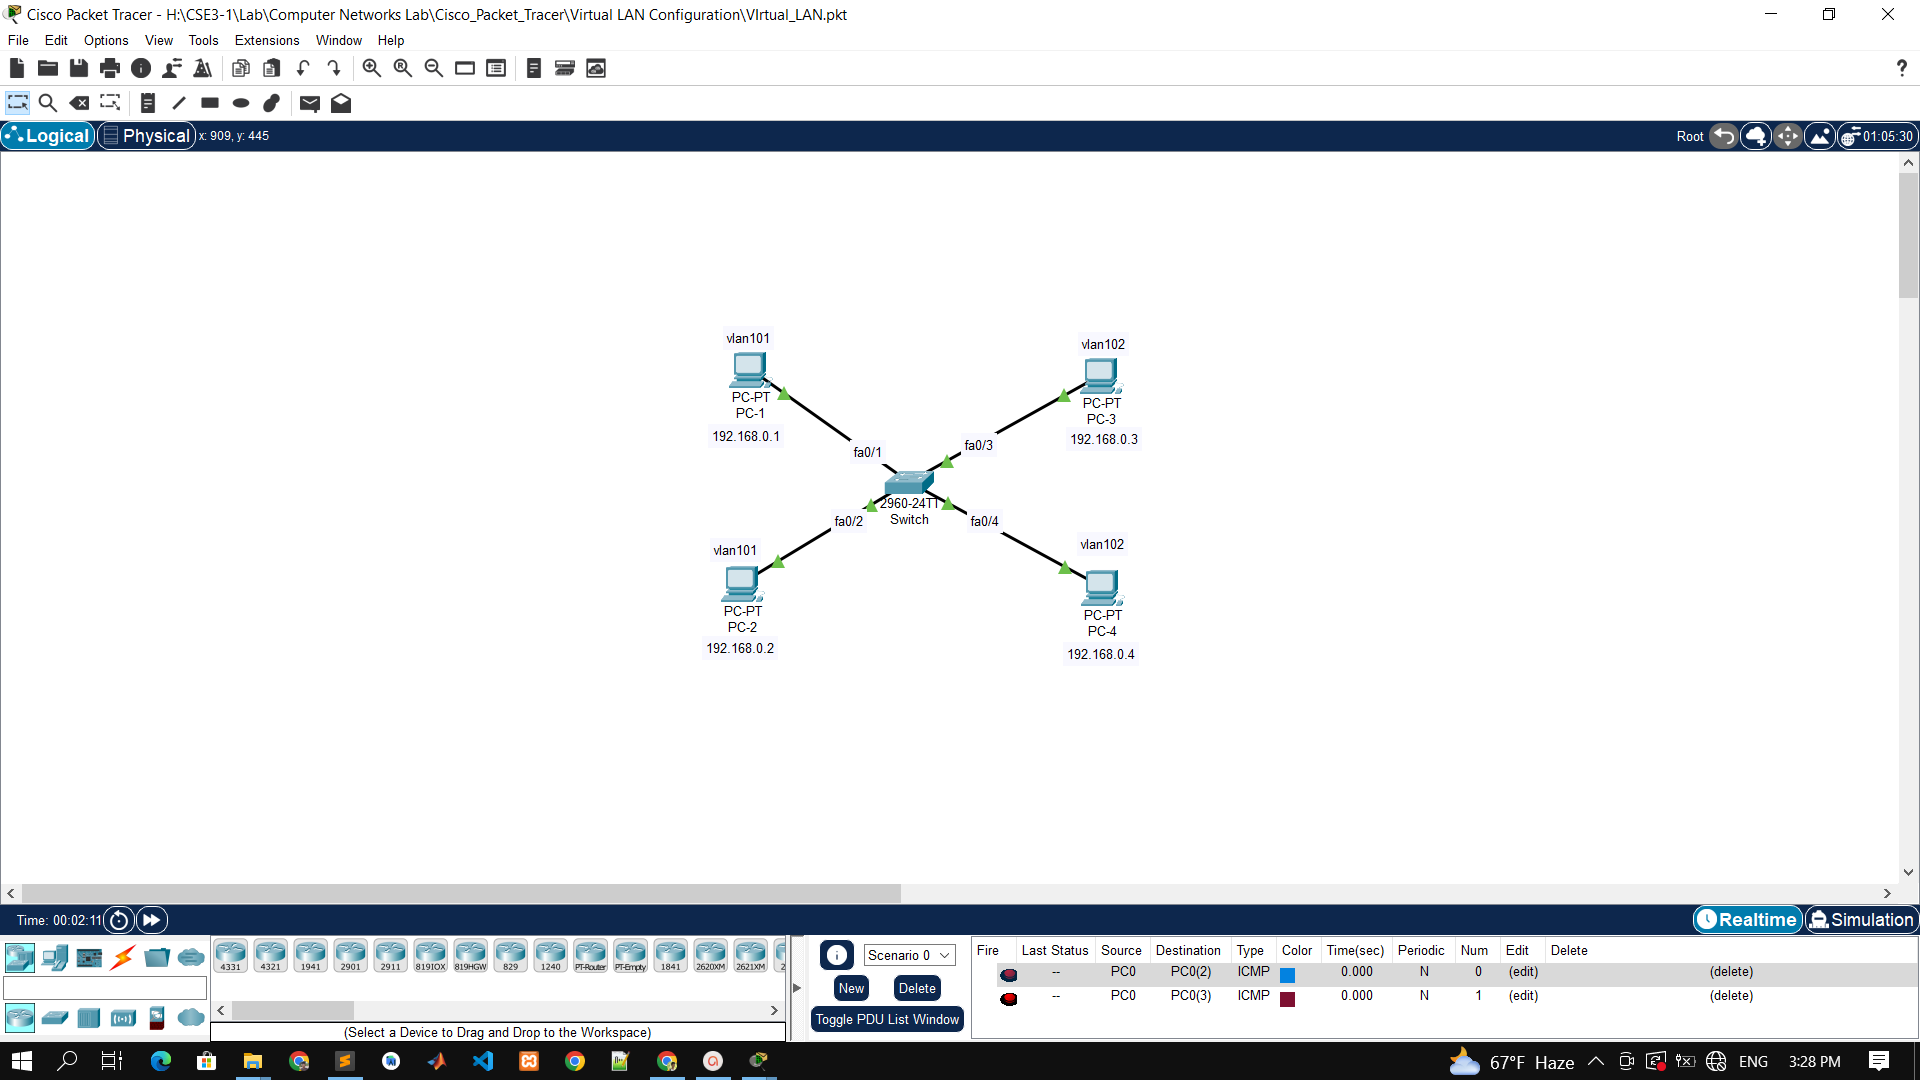 Cisco Packet Tracer - H:\CSE3-1\Lab\Computer Networks Lab\Cisco_Packet_Tracer\Virtual LAN Configuration\VIrtual_LAN.pkt
File Edit Options View Tools Extensions Window Help
?
Logical Physical x: 909, y: 445
Root 01:05:30
vlan101
PC-PT
PC-1
192.168.0.1
vlan102
PC-PT
PC-3
192.168.0.3
fa0/1
fa0/3
2960-24TT
Switch
fa0/2
fa0/4
vlan101
PC-PT
PC-2
192.168.0.2
vlan102
PC-PT
PC-4
192.168.0.4
Time: 00:02:11
Realtime Simulation
4331 4321 1941 2901 2911 819IOX 819HGW 829 1240 PT-Router PT-Empty 1841 2620XM 2621XM 2
(Select a Device to Drag and Drop to the Workspace)
Scenario 0
New Delete
Toggle PDU List Window
Fire Last Status Source Destination Type Color Time(sec) Periodic Num Edit Delete
-- PC0 PC0(2) ICMP 0.000 N 0 (edit) (delete)
-- PC0 PC0(3) ICMP 0.000 N 1 (edit) (delete)
67°F Haze ENG 3:28 PM